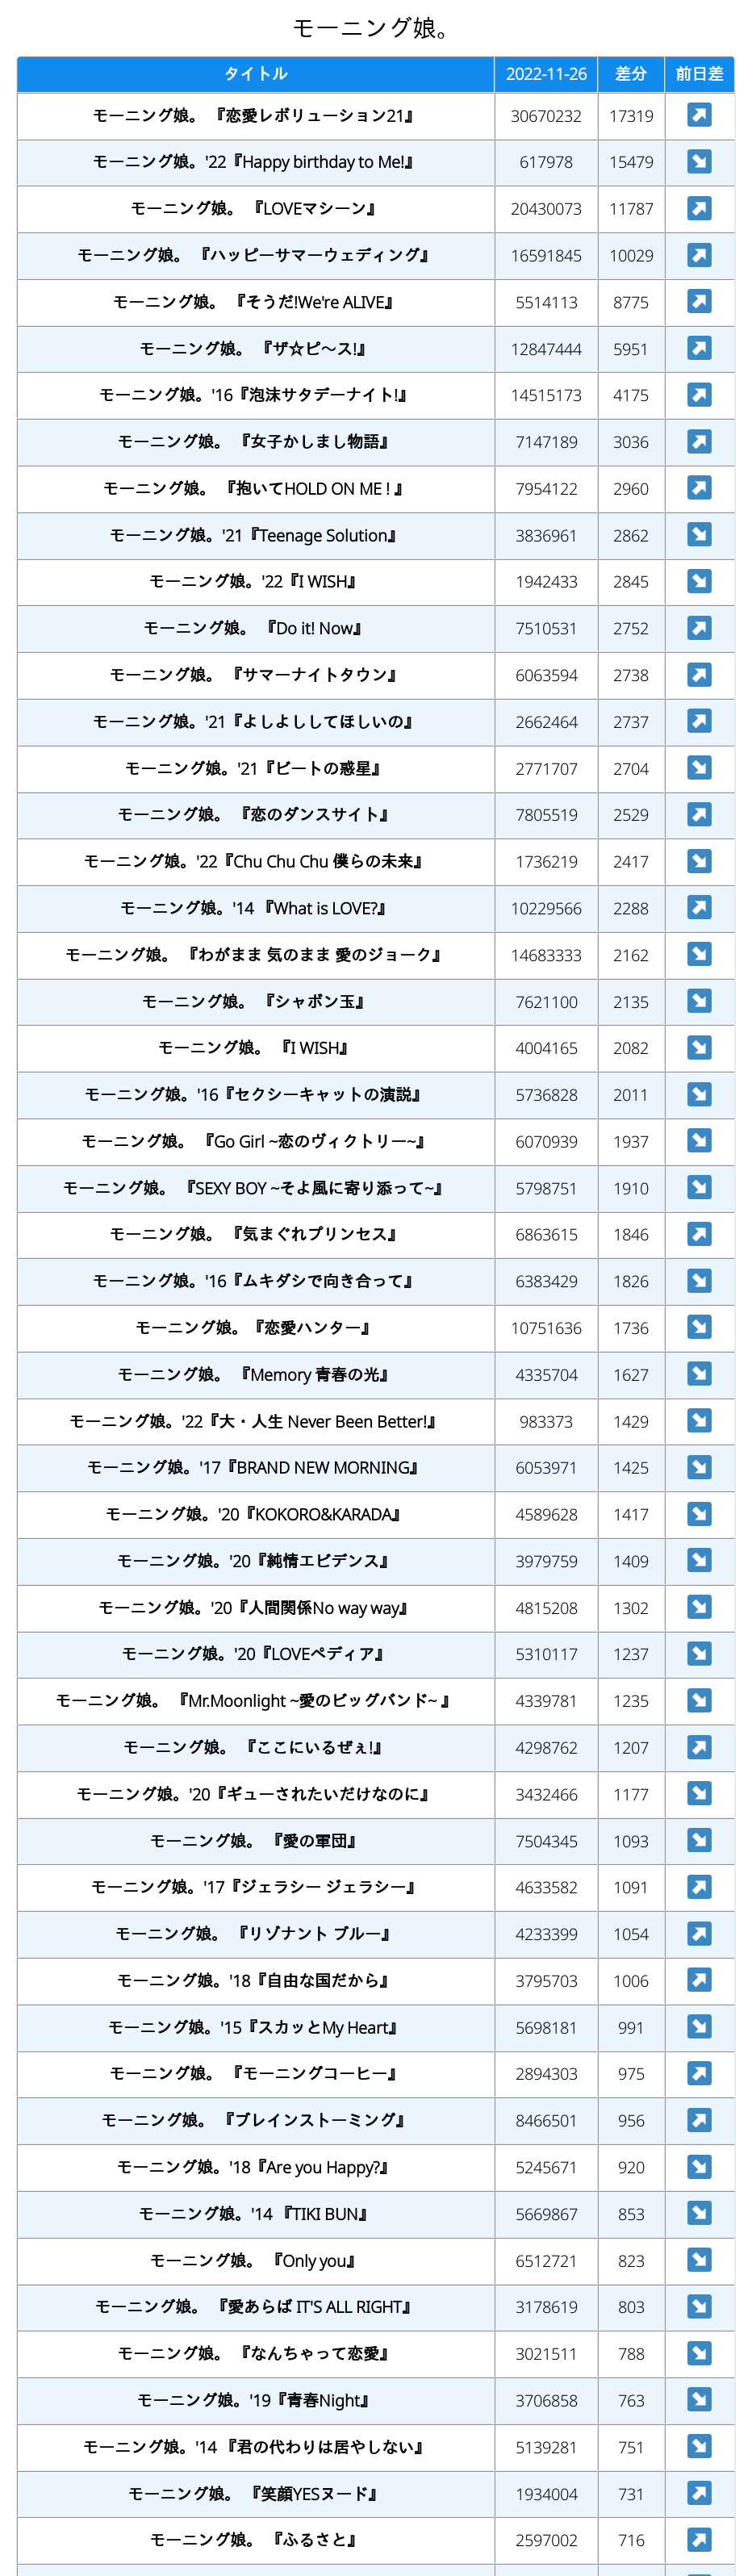 モーニング娘。
タイトル 2022-11-26 差分 前日差
モーニング娘。 『恋愛レボリューション21』 30670232 17319
モーニング娘。'22『Happy birthday to Me!』 617978 15479
モーニング娘。 『LOVEマシーン』 20430073 11787
モーニング娘。 『ハッピーサマーウェディング』 16591845 10029
モーニング娘。 『そうだ!We're ALIVE』 5514113 8775
モーニング娘。 『ザ☆ピ〜ス!』 12847444 5951
モーニング娘。'16『泡沫サタデーナイト!』 14515173 4175
モーニング娘。 『女子かしまし物語』 7147189 3036
モーニング娘。 『抱いてHOLD ON ME ! 』 7954122 2960
モーニング娘。'21『Teenage Solution』 3836961 2862
モーニング娘。'22『I WISH』 1942433 2845
モーニング娘。 『Do it! Now』 7510531 2752
モーニング娘。 『サマーナイトタウン』 6063594 2738
モーニング娘。'21『よしよししてほしいの』 2662464 2737
モーニング娘。'21『ビートの惑星』 2771707 2704
モーニング娘。 『恋のダンスサイト』 7805519 2529
モーニング娘。'22『Chu Chu Chu 僕らの未来』 1736219 2417
モーニング娘。'14 『What is LOVE?』 10229566 2288
モーニング娘。 『わがまま 気のまま 愛のジョーク』 14683333 2162
モーニング娘。 『シャボン玉』 7621100 2135
モーニング娘。 『I WISH』 4004165 2082
モーニング娘。'16『セクシーキャットの演説』 5736828 2011
モーニング娘。 『Go Girl ~恋のヴィクトリー~』 6070939 1937
モーニング娘。 『SEXY BOY ~そよ風に寄り添って~』 5798751 1910
モーニング娘。 『気まぐれプリンセス』 6863615 1846
モーニング娘。'16『ムキダシで向き合って』 6383429 1826
モーニング娘。『恋愛ハンター』 10751636 1736
モーニング娘。 『Memory 青春の光』 4335704 1627
モーニング娘。'22『大・人生 Never Been Better!』 983373 1429
モーニング娘。'17『BRAND NEW MORNING』 6053971 1425
モーニング娘。'20『KOKORO&KARADA』 4589628 1417
モーニング娘。'20『純情エビデンス』 3979759 1409
モーニング娘。'20『人間関係No way way』 4815208 1302
モーニング娘。'20『LOVEペディア』 5310117 1237
モーニング娘。 『Mr.Moonlight ~愛のビッグバンド~ 』 4339781 1235
モーニング娘。 『ここにいるぜぇ!』 4298762 1207
モーニング娘。'20『ギューされたいだけなのに』 3432466 1177
モーニング娘。 『愛の軍団』 7504345 1093
モーニング娘。'17『ジェラシー ジェラシー』 4633582 1091
モーニング娘。 『リゾナント ブルー』 4233399 1054
モーニング娘。'18『自由な国だから』 3795703 1006
モーニング娘。'15『スカッとMy Heart』 5698181 991
モーニング娘。 『モーニングコーヒー』 2894303 975
モーニング娘。 『ブレインストーミング』 8466501 956
モーニング娘。'18『Are you Happy?』 5245671 920
モーニング娘。'14 『TIKI BUN』 5669867 853
モーニング娘。 『Only you』 6512721 823
モーニング娘。 『愛あらば IT'S ALL RIGHT』 3178619 803
モーニング娘。 『なんちゃって恋愛』 3021511 788
モーニング娘。'19『青春Night』 3706858 763
モーニング娘。'14 『君の代わりは居やしない』 5139281 751
モーニング娘。 『笑顔YESヌード』 1934004 731
モーニング娘。 『ふるさと』 2597002 716